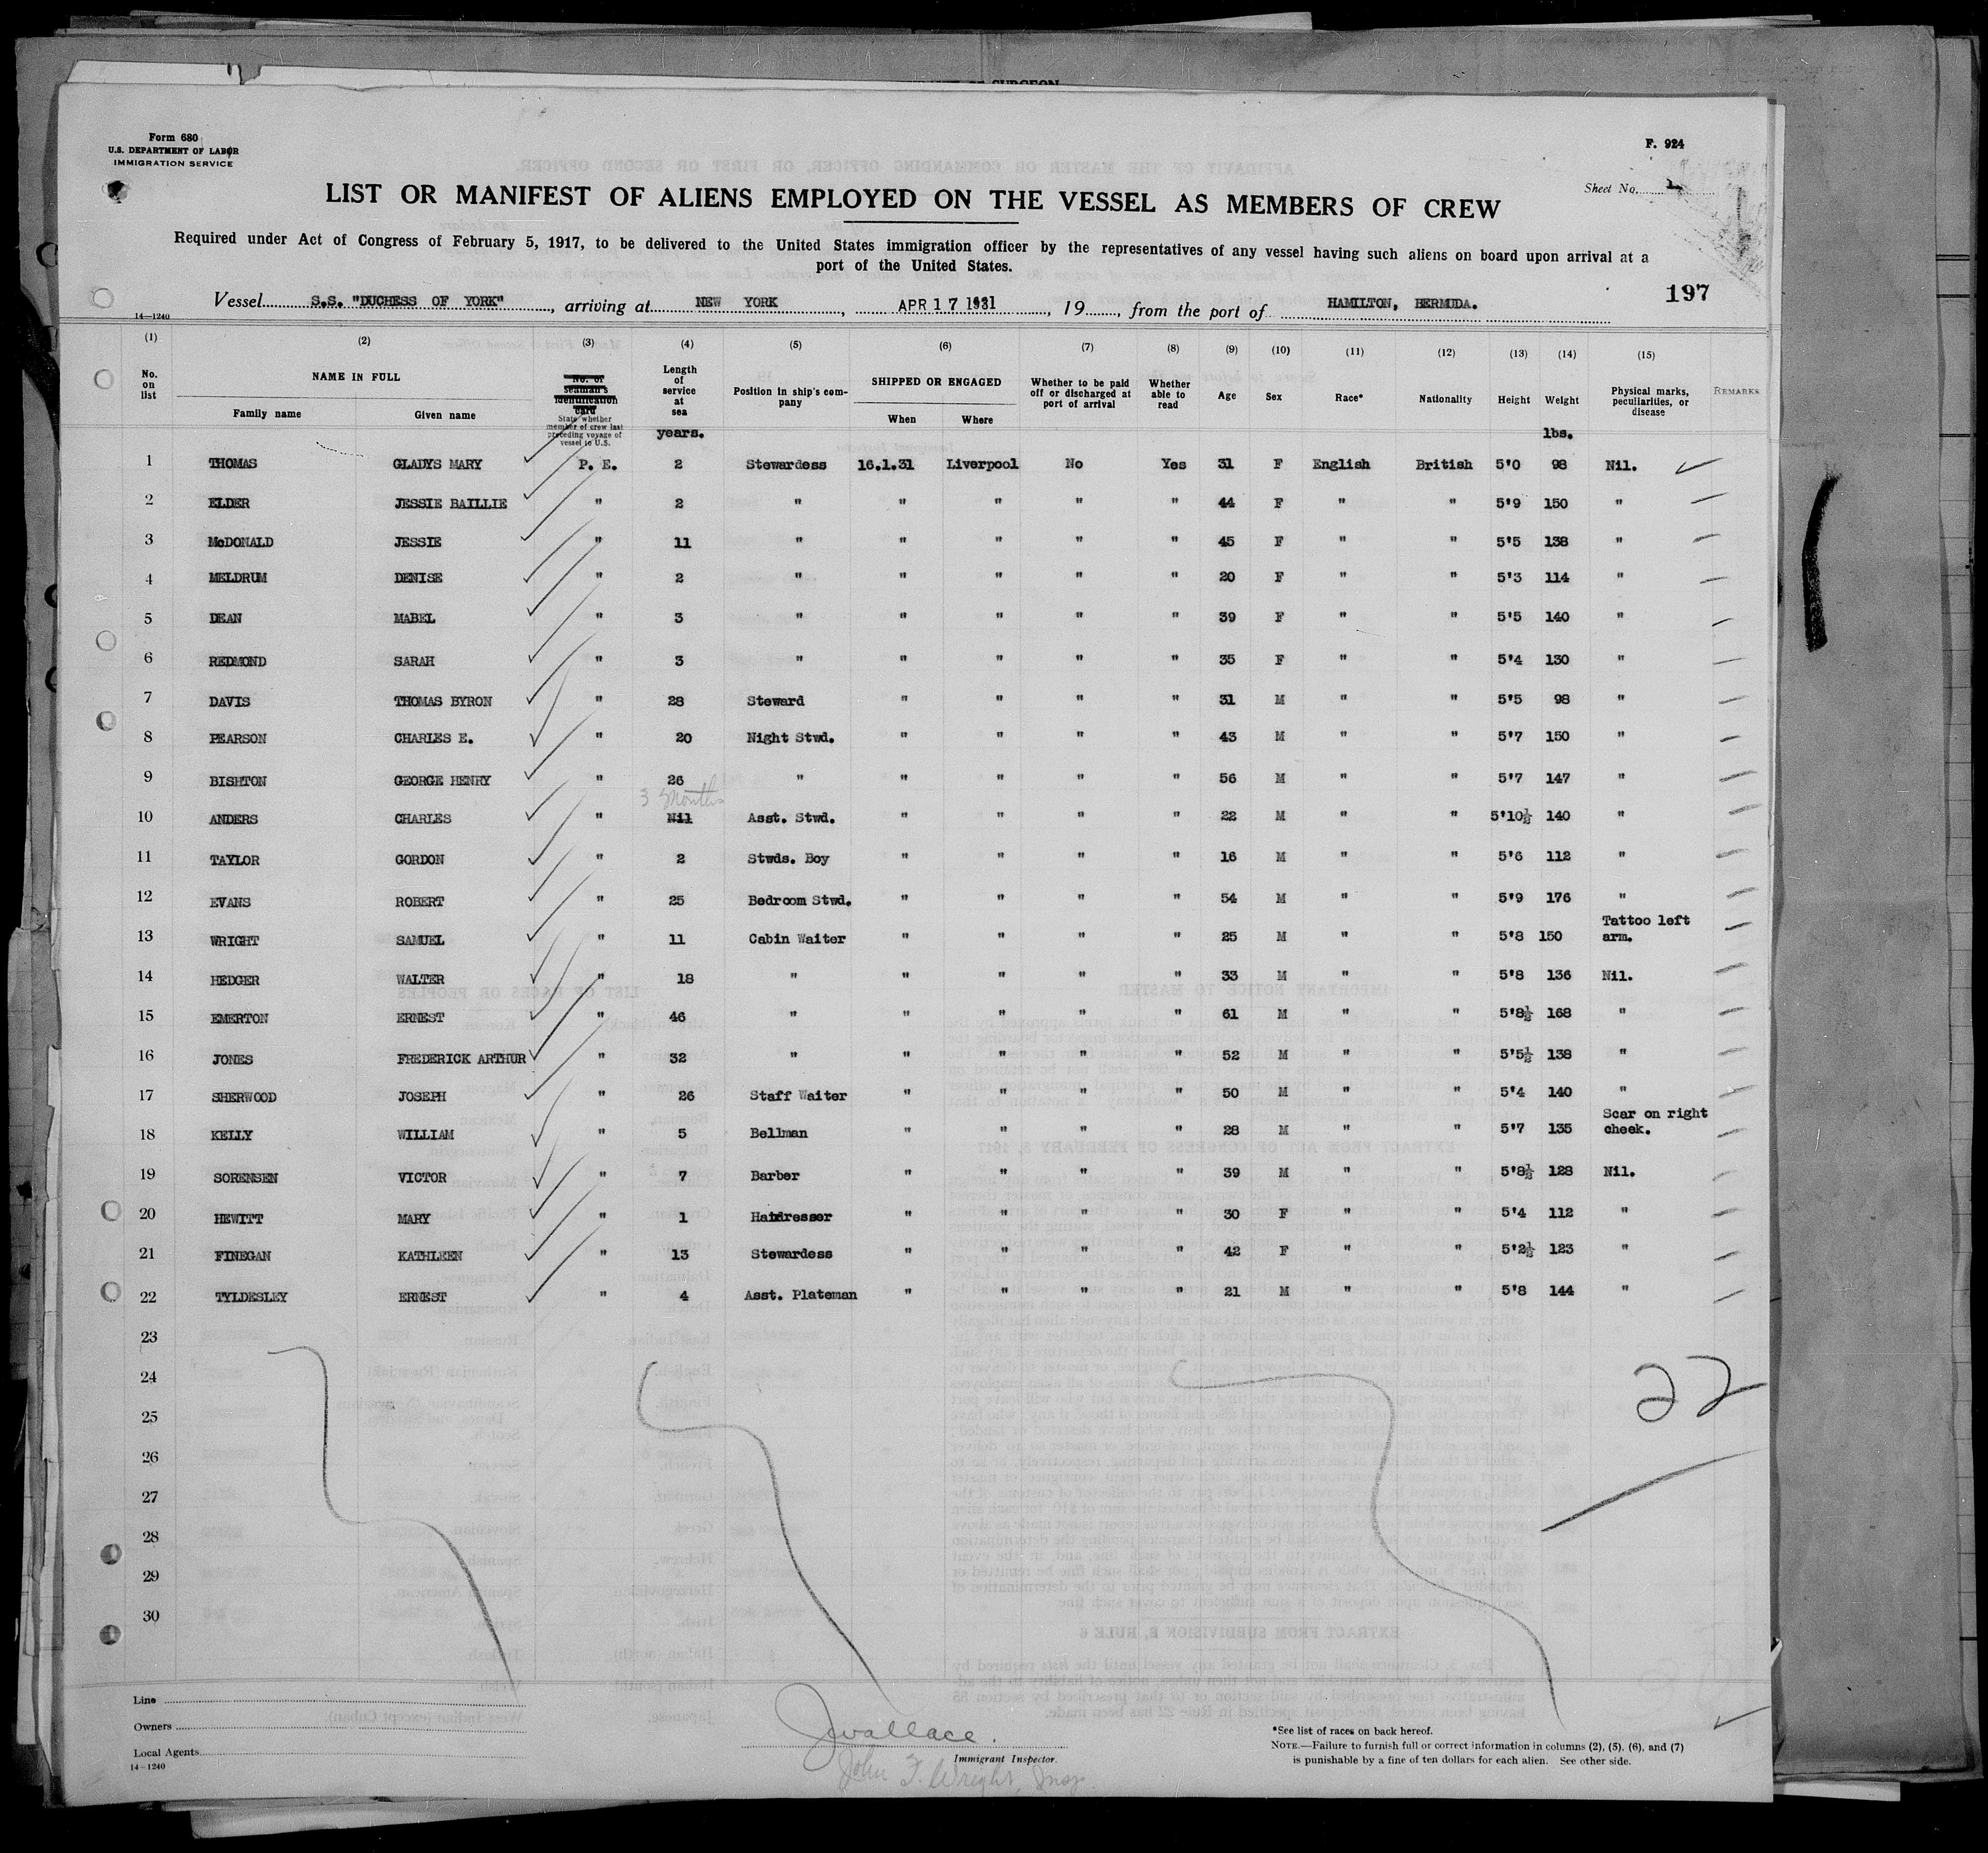 Form 680
U.S. DEPARTMENT OF LABOR
IMMIGRATION SERVICE
F. 924
Sheet No.
LIST OR MANIFEST OF ALIENS EMPLOYED ON THE VESSEL AS MEMBERS OF CREW
Required under Act of Congress of February 5, 1917, to be delivered to the United States immigration officer by the representatives of any vessel having such aliens on board upon arrival at a
port of the United States.
197
Vessel S.S. "DUCHESS OF YORK", arriving at NEW YORK, APR 17 1931, 19, from the port of HAMILTON, BERMUDA.
14—1240
(1) (2) (3) (4) (5) (6) (7) (8) (9) (10) (11) (12) (13) (14) (15)
No. on list
NAME IN FULL
Family name Given name
No. of seaman's identification card
State whether member of crew last preceding voyage of vessel to U.S.
Length of service at sea
years.
Position in ship's company
SHIPPED OR ENGAGED
When Where
Whether to be paid off or discharged at port of arrival
Whether able to read
Age Sex Race* Nationality Height Weight
lbs.
Physical marks, peculiarities, or disease
REMARKS
1 THOMAS GLADYS MARY P. E. 2 Stewardess 16.1.31 Liverpool No Yes 31 F English British 5'0 98 Nil.
2 ELDER JESSIE BAILLIE " 2 " " " " " 44 F " " 5'9 150 "
3 McDONALD JESSIE " 11 " " " " " 45 F " " 5'5 138 "
4 MELDRUM DENISE " 2 " " " " " 20 F " " 5'3 114 "
5 DEAN MABEL " 3 " " " " " 39 F " " 5'5 140 "
6 REDMOND SARAH " 3 " " " " " 35 F " " 5'4 130 "
7 DAVIS THOMAS BYRON " 28 Steward " " " " 31 M " " 5'5 98 "
8 PEARSON CHARLES E. " 20 Night Stwd. " " " " 43 M " " 5'7 150 "
9 BISHTON GEORGE HENRY " 26 " " " " " 56 M " " 5'7 147 "
3 Months
10 ANDERS CHARLES " Nil Asst. Stwd. " " " " 22 M " " 5'10½ 140 "
11 TAYLOR GORDON " 2 Stwds. Boy " " " " 16 M " " 5'6 112 "
12 EVANS ROBERT " 25 Bedroom Stwd. " " " " 54 M " " 5'9 176 "
13 WRIGHT SAMUEL " 11 Cabin Waiter " " " " 25 M " " 5'8 150 Tattoo left arm.
14 HEDGER WALTER " 18 " " " " " 33 M " " 5'8 136 Nil.
15 EMERTON ERNEST " 46 " " " " " 61 M " " 5'8½ 168 "
16 JONES FREDERICK ARTHUR " 32 " " " " " 52 M " " 5'5½ 138 "
17 SHERWOOD JOSEPH " 26 Staff Waiter " " " " 50 M " " 5'4 140 "
18 KELLY WILLIAM " 5 Bellman " " " " 28 M " " 5'7 135 Scar on right cheek.
19 SORENSEN VICTOR " 7 Barber " " " " 39 M " " 5'8½ 128 Nil.
20 HEWITT MARY " 1 Hairdresser " " " " 30 F " " 5'4 112 "
21 FINEGAN KATHLEEN " 13 Stewardess " " " " 42 F " " 5'2½ 123 "
22 TYLDESLEY ERNEST " 4 Asst. Plateman " " " " 21 M " " 5'8 144 "
23
24
25
26
27
28
29
30
22
Line
Owners
Local Agents
14—1240
JWallace.
Immigrant Inspector.
John F. Wright, Insp.
*See list of races on back hereof.
NOTE.—Failure to furnish full or correct information in columns (2), (5), (6), and (7)
is punishable by a fine of ten dollars for each alien. See other side.